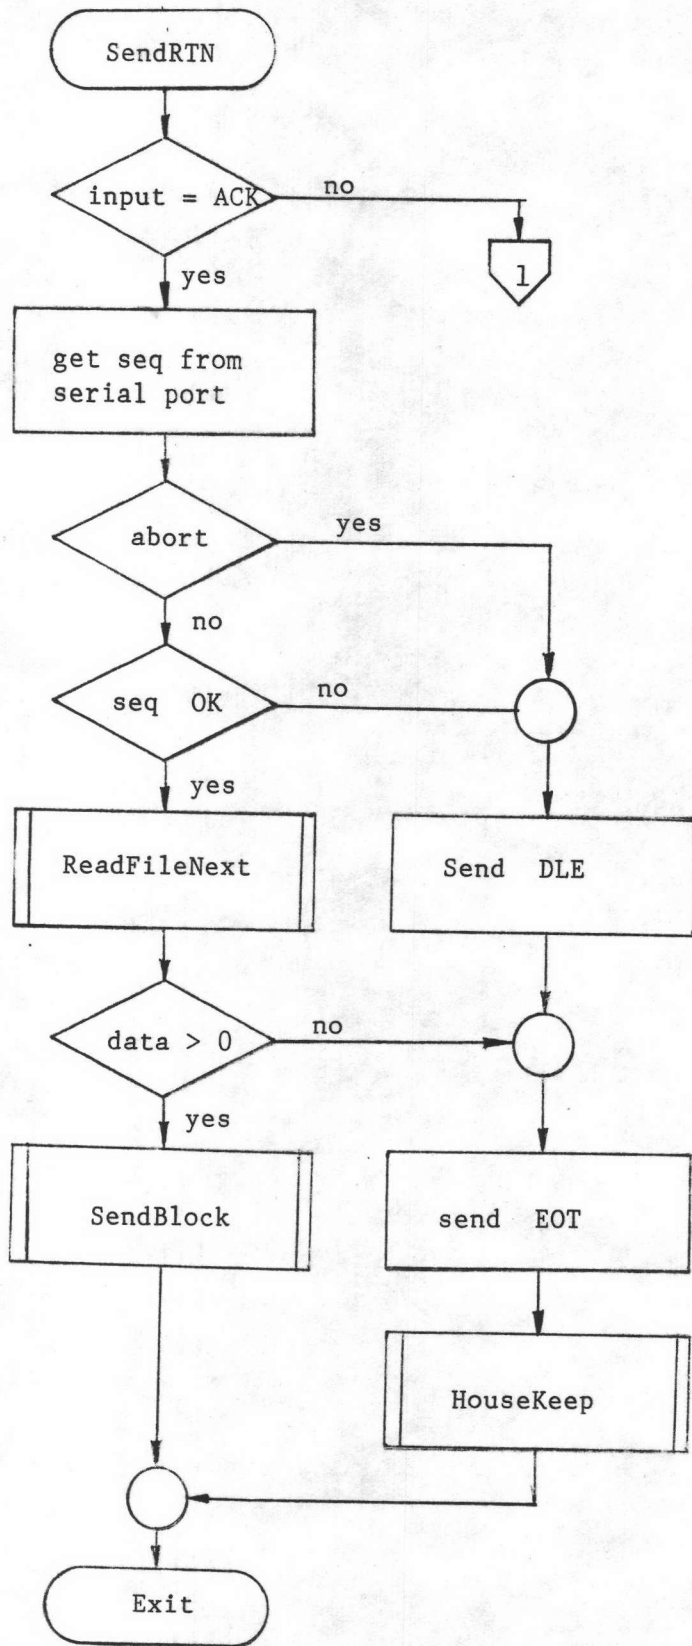 SendRTN
input = ACK
no
1
yes
get seq from
serial port
abort
yes
no
seq OK
no
yes
ReadFileNext
Send DLE
data > 0
no
yes
SendBlock
send EOT
HouseKeep
Exit